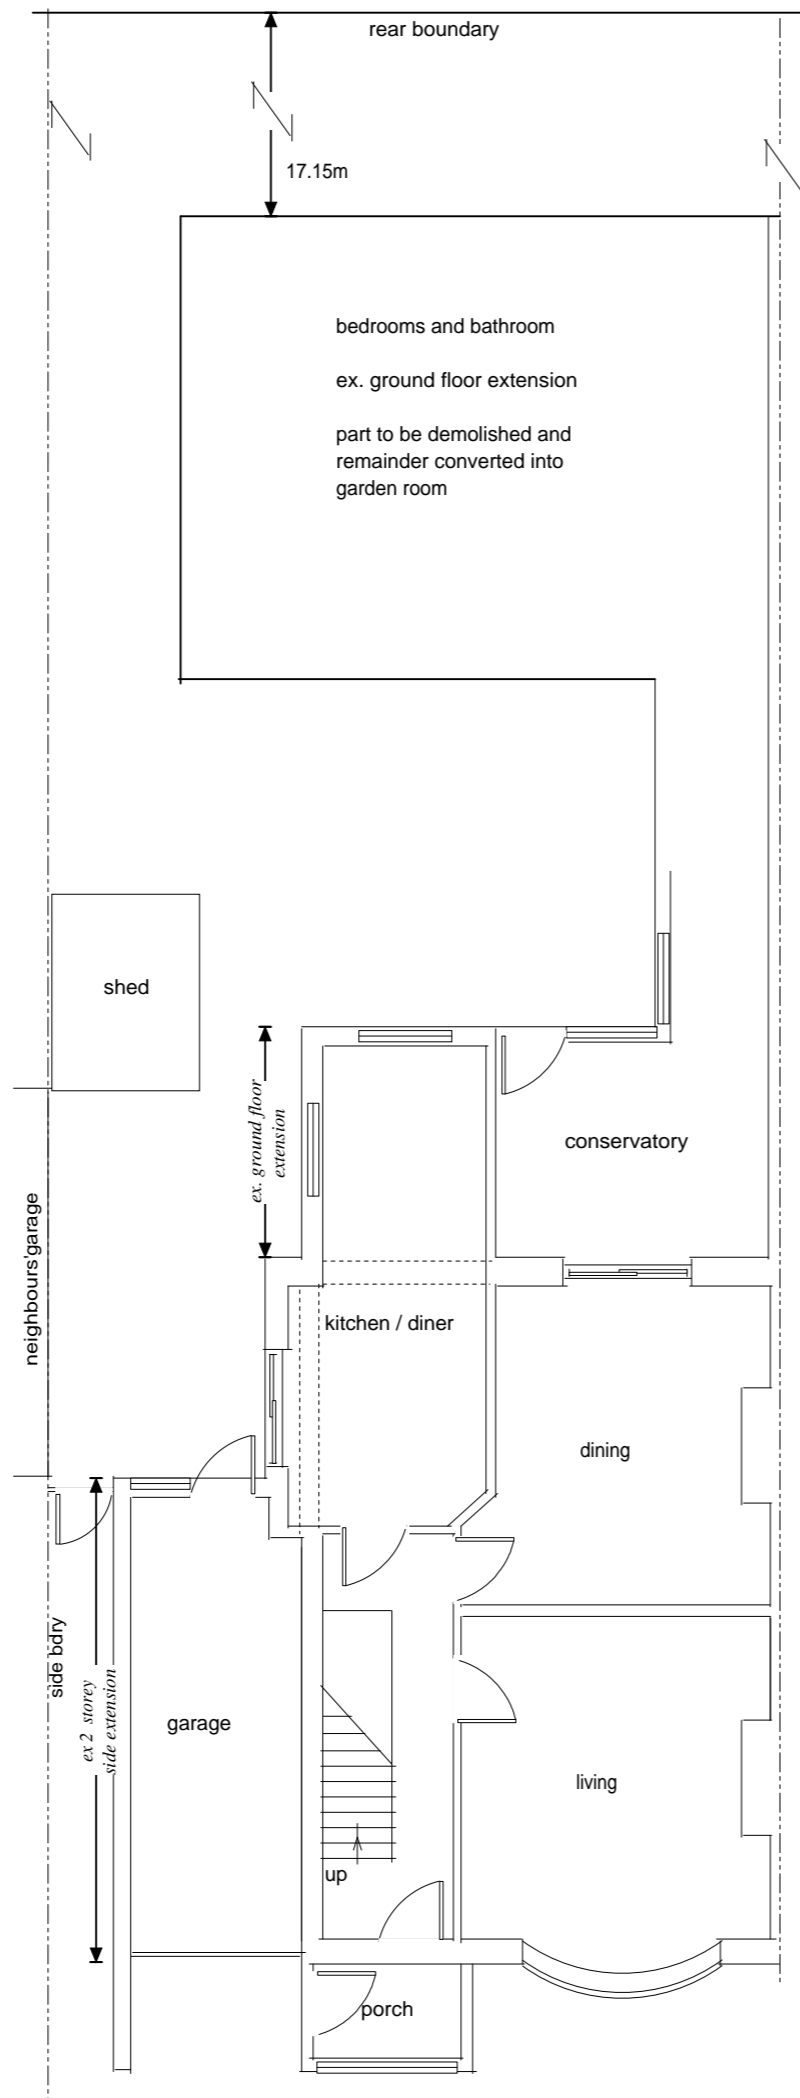 rear boundary
17.15m
bedrooms and bathroom
ex. ground floor extension
part to be demolished and
remainder converted into
garden room
shed
ex. ground floor
extension
conservatory
neighbours'garage
kitchen / diner
dining
side bdry
ex 2 storey
side extension
garage
living
up
porch